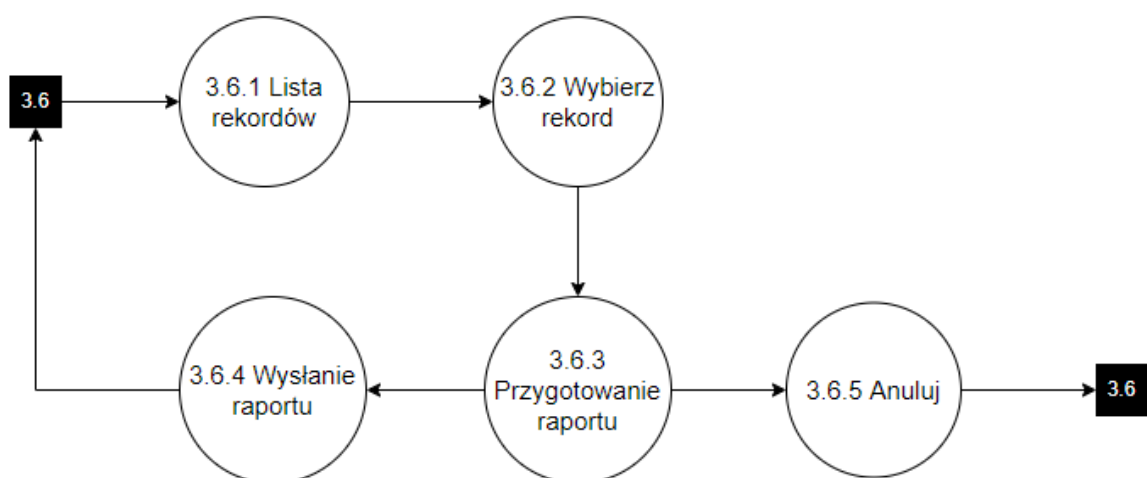 3.6
3.6.1 Lista
rekordów
3.6.2 Wybierz
rekord
3.6.4 Wysłanie
raportu
3.6.3
Przygotowanie
raportu
3.6.5 Anuluj
3.6